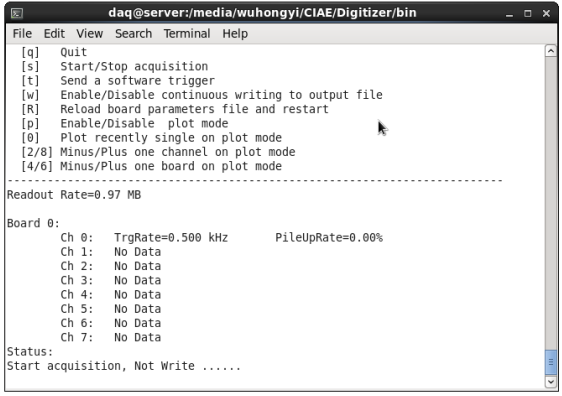 daq@server:/media/wuhongyi/CIAE/Digitizer/bin
File Edit View Search Terminal Help
[q] Quit
[s] Start/Stop acquisition
[t] Send a software trigger
[w] Enable/Disable continuous writing to output file
[R] Reload board parameters file and restart
[p] Enable/Disable  plot mode
[0] Plot recently single on plot mode
[2/8] Minus/Plus one channel on plot mode
[4/6] Minus/Plus one board on plot mode
---------------------------------------------------------------------------
Readout Rate=0.97 MB
Board 0:
Ch 0: TrgRate=0.500 kHz PileUpRate=0.00%
Ch 1: No Data
Ch 2: No Data
Ch 3: No Data
Ch 4: No Data
Ch 5: No Data
Ch 6: No Data
Ch 7: No Data
Status:
Start acquisition, Not Write ......